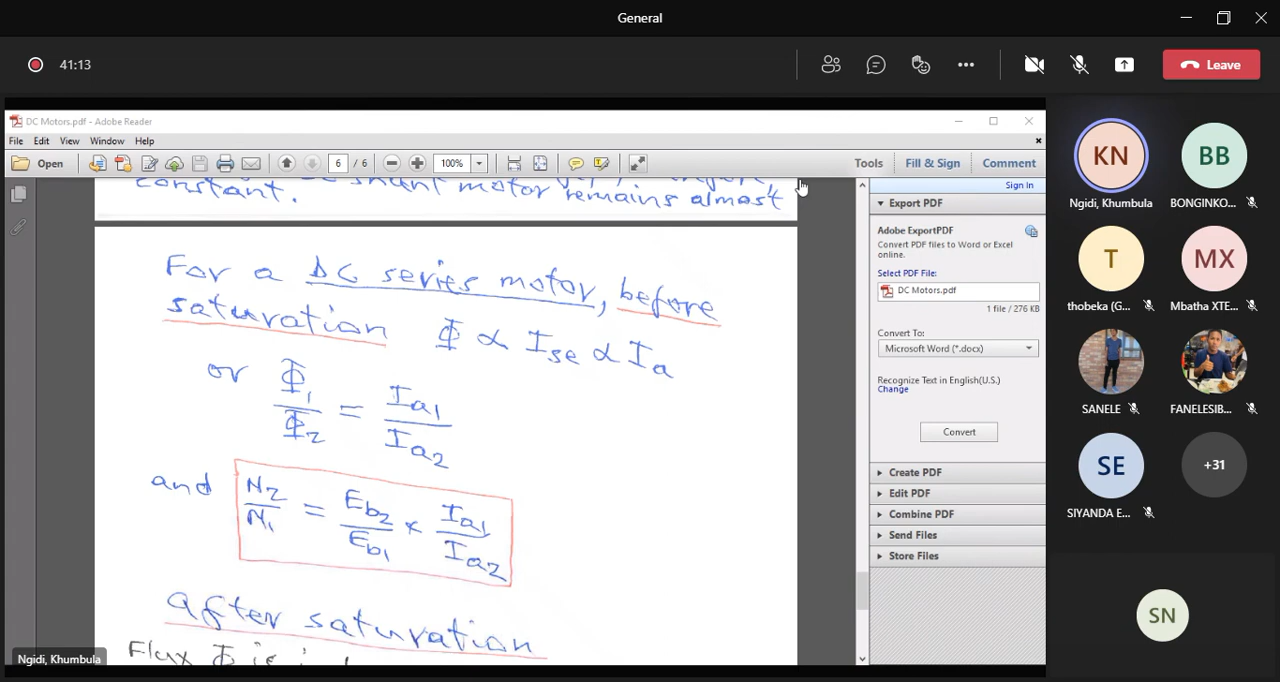 General
41:13
Leave
DC Motors.pdf - Adobe Reader
File Edit View Window Help
Open
6 / 6
100%
Tools
Fill & Sign
Comment
Sign In
constant.
motor remains almost
For a DC series motor, before
saturation Φ ∝ Ise ∝ Ia
or Φ1/Φ2 = Ia1/Ia2
and N2/N1 = Eb2/Eb1 × Ia1/Ia2
After saturation
Flux Φ is
Export PDF
Adobe ExportPDF
Convert PDF files to Word or Excel
online.
Select PDF File:
DC Motors.pdf
1 file / 276 KB
Convert To:
Microsoft Word (*.docx)
Recognize Text in English(U.S.)
Change
Convert
Create PDF
Edit PDF
Combine PDF
Send Files
Store Files
KN
BB
Ngidi, Khumbula
BONGINKO...
T
MX
thobeka (G...
Mbatha XTE...
SANELE
FANELESIB...
SE
+31
SIYANDA E...
SN
Ngidi, Khumbula